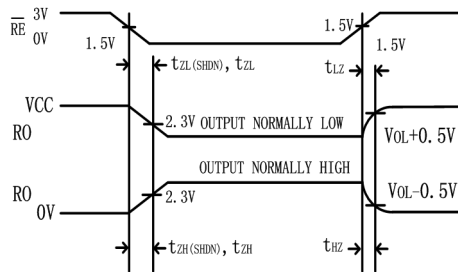 3V
RE
0V
1.5V
1.5V
1.5V
tZL(SHDN), tZL
tLZ
VCC
2.3V
OUTPUT NORMALLY LOW
RO
VOL+0.5V
OUTPUT NORMALLY HIGH
RO
2.3V
VOL-0.5V
0V
tZH(SHDN), tZH
tHZ